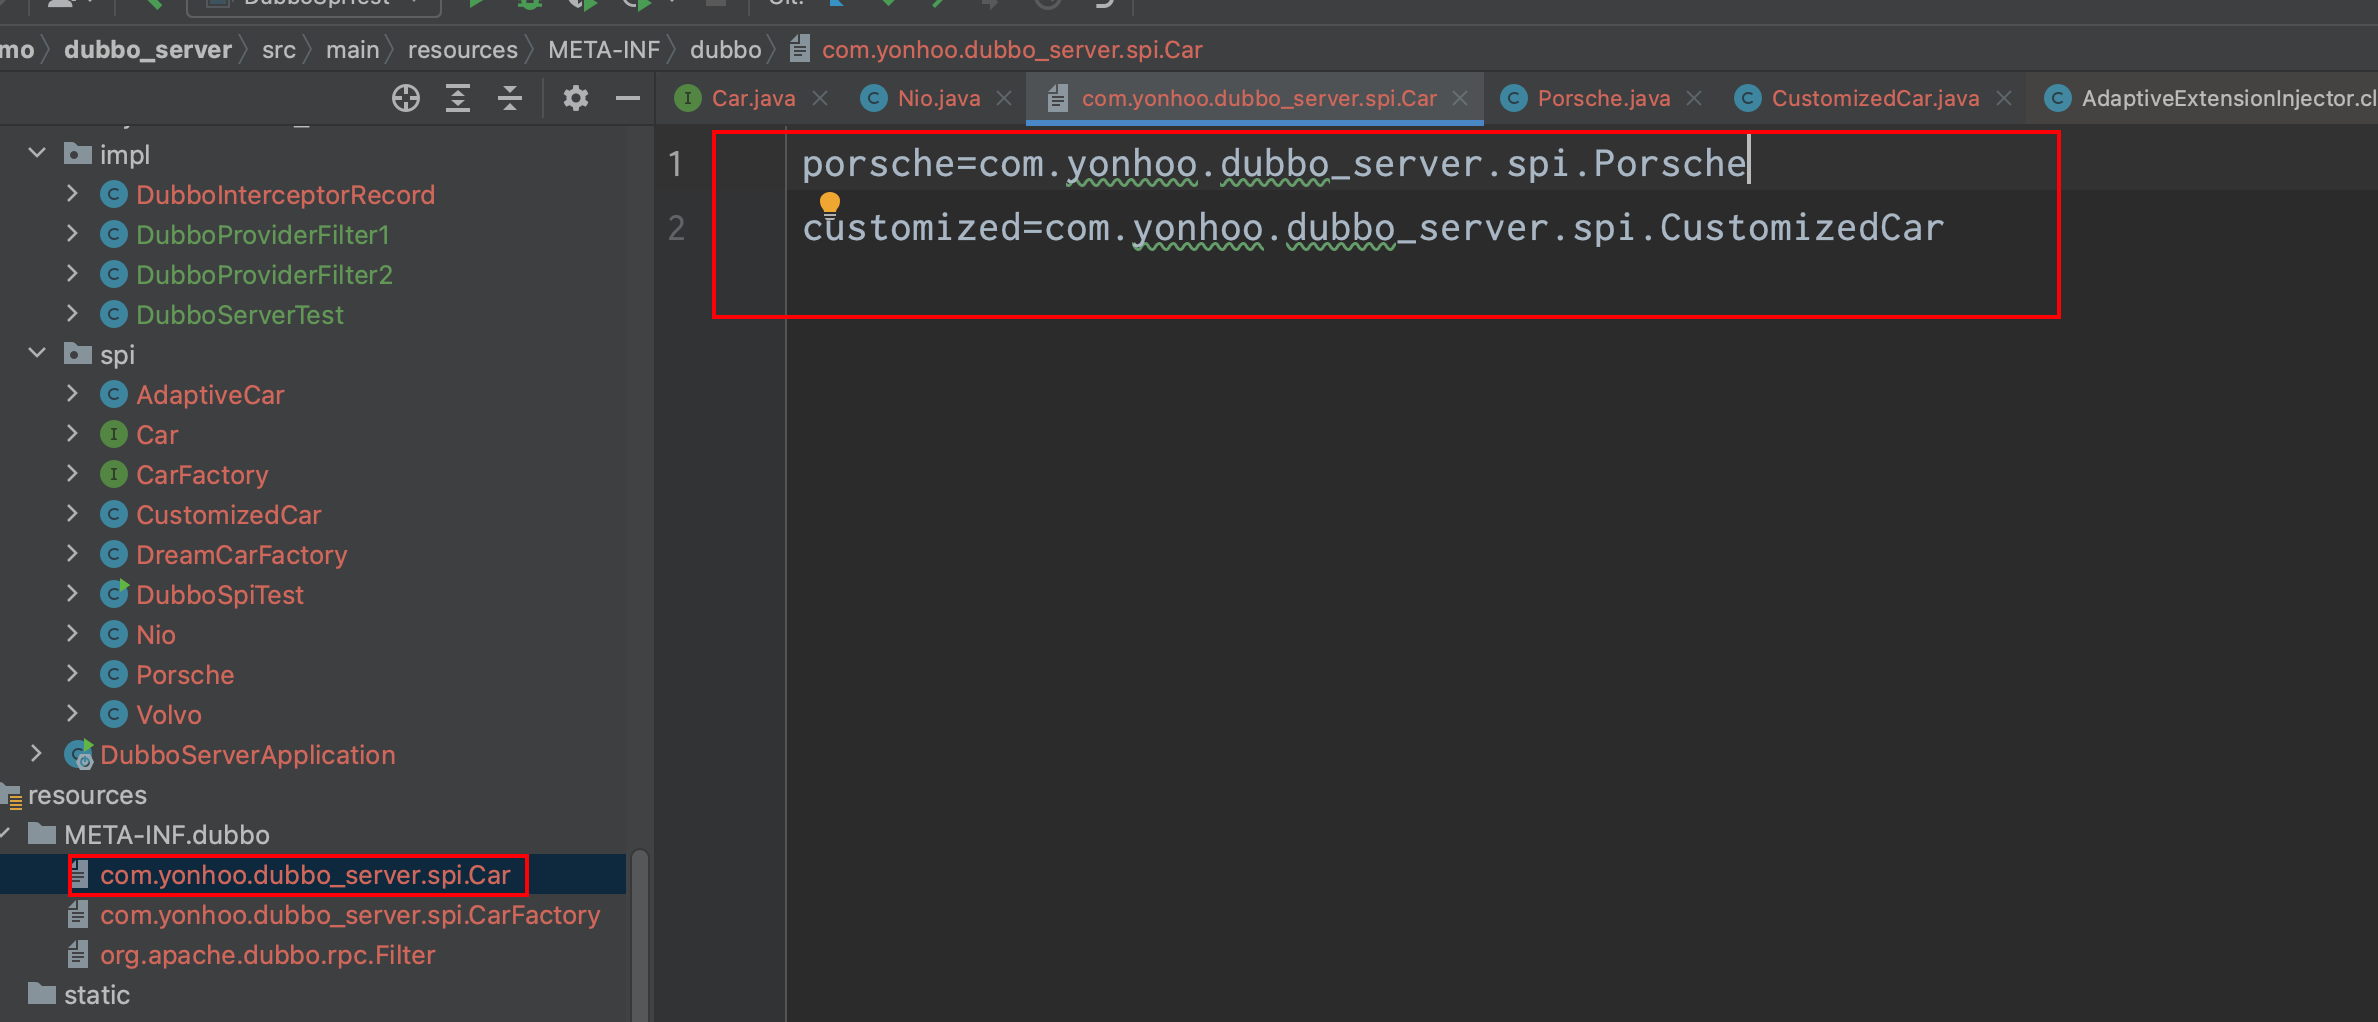 DubboSpiTest
Git:
mo dubbo_server src main resources META-INF dubbo com.yonhoo.dubbo_server.spi.Car
Car.java Nio.java com.yonhoo.dubbo_server.spi.Car Porsche.java CustomizedCar.java AdaptiveExtensionInjector.cl
impl
DubboInterceptorRecord
DubboProviderFilter1
DubboProviderFilter2
DubboServerTest
spi
AdaptiveCar
Car
CarFactory
CustomizedCar
DreamCarFactory
DubboSpiTest
Nio
Porsche
Volvo
DubboServerApplication
resources
META-INF.dubbo
com.yonhoo.dubbo_server.spi.Car
com.yonhoo.dubbo_server.spi.CarFactory
org.apache.dubbo.rpc.Filter
static
1 porsche=com.yonhoo.dubbo_server.spi.Porsche
2 customized=com.yonhoo.dubbo_server.spi.CustomizedCar